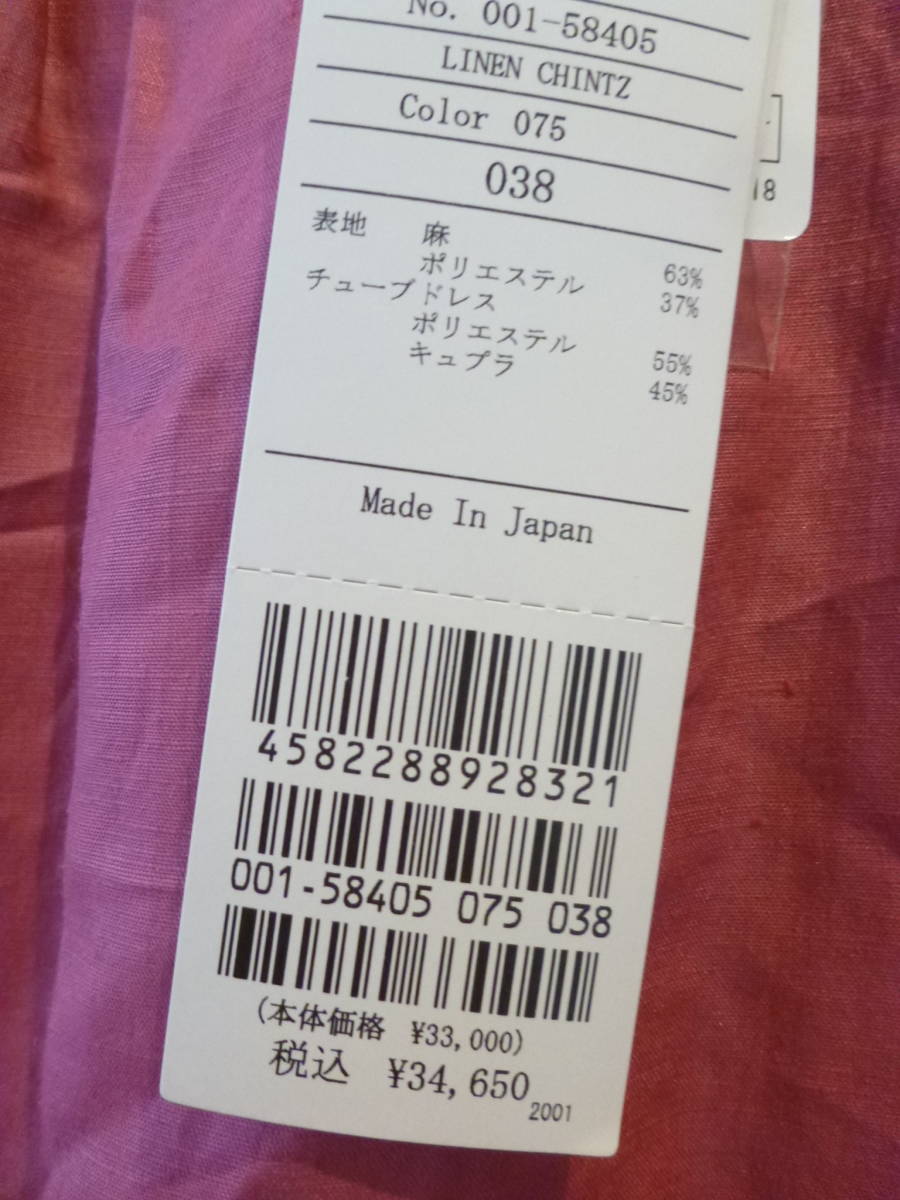 No. 001-58405
LINEN CHINTZ
Color 075
038
表地 麻 63%
ポリエステル 37%
チューブドレス
ポリエステル 55%
キュプラ 45%
Made In Japan
4582288928321
001-58405 075 038
(本体価格 ¥33,000)
税込 ¥34,650
2001
18